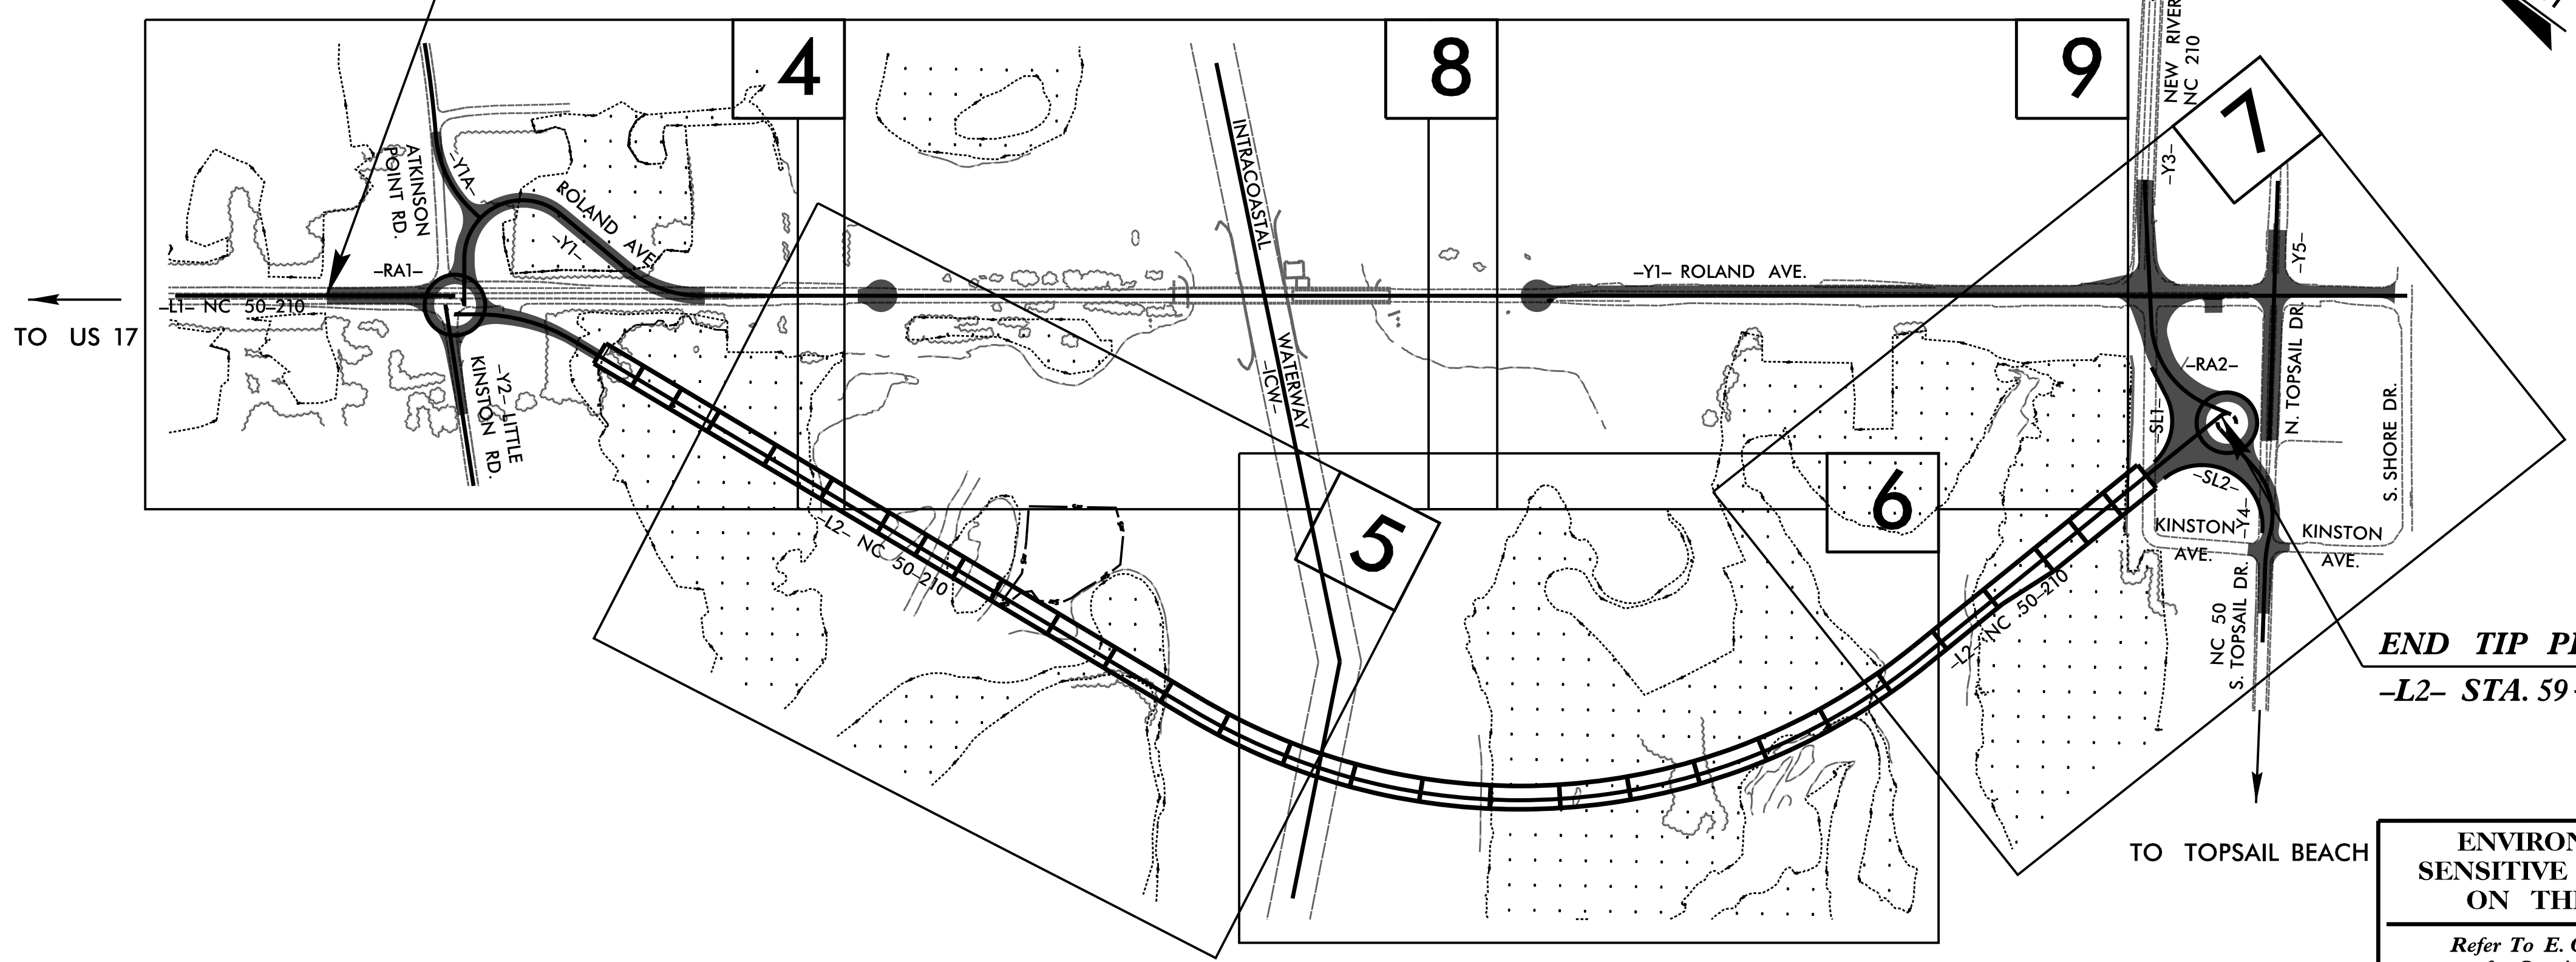 4
8
9
7
5
6
NEW RIVER
NC 210
–Y3–
ATKINSON
POINT RD.
–Y1A–
ROLAND AVE.
–Y1–
–RA1–
–L1– NC 50–210
TO US 17
–Y2– LITTLE
KINSTON RD.
INTRACOASTAL
WATERWAY
–ICW–
–Y1– ROLAND AVE.
–Y5–
N. TOPSAIL DR.
S. SHORE DR.
–RA2–
–SL1–
–SL2–
–Y4–
KINSTON
AVE.
KINSTON
AVE.
–L2– NC 50–210
–L2– NC 50–210
NC 50
S. TOPSAIL DR.
END TIP
–L2– STA. 59
TO TOPSAIL BEACH
ENVIRON
SENSITIVE
ON THE
Refer To E.